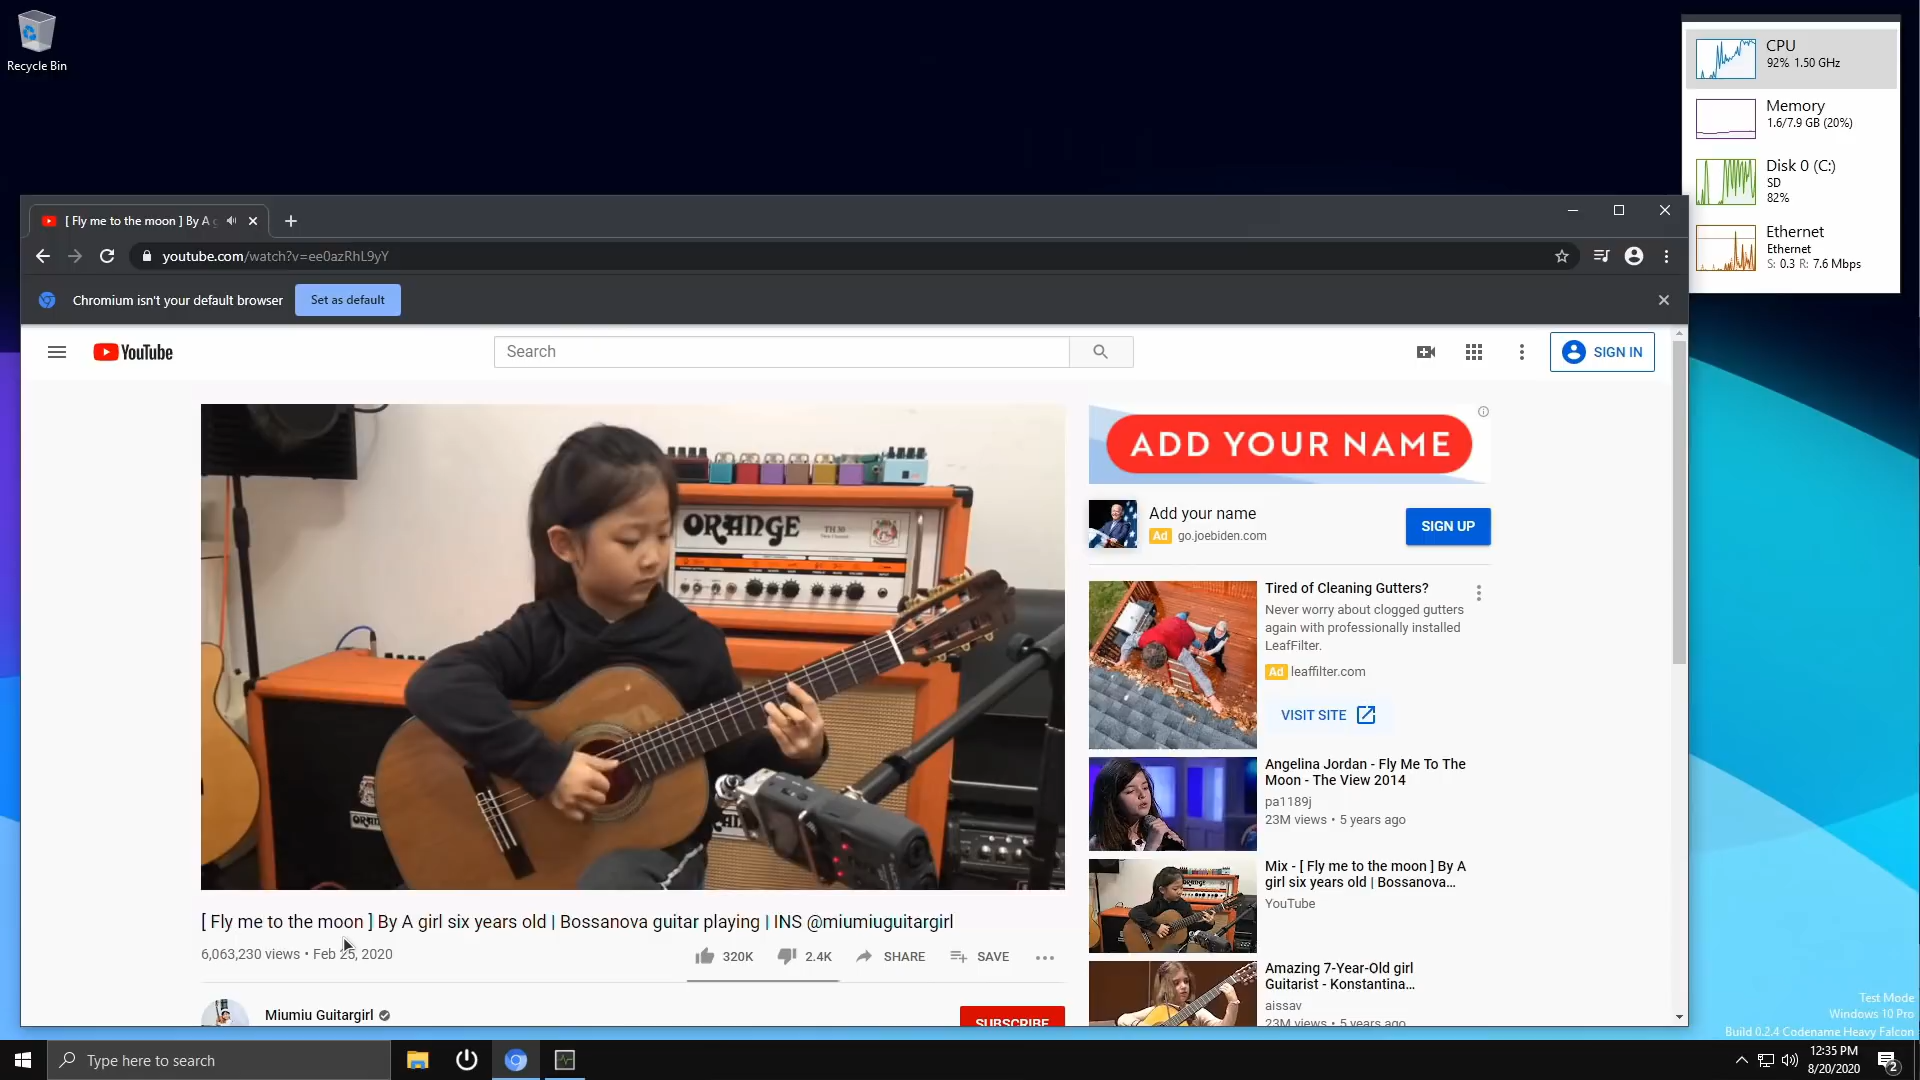 Recycle Bin
CPU
92% 1.50 GHz
Memory
1.6/7.9 GB (20%)
Disk 0 (C:)
SD
82%
Ethernet
Ethernet
S: 0.3 R: 7.6 Mbps
[ Fly me to the moon ] By A
youtube.com/watch?v=ee0azRhL9yY
Chromium isn't your default browser
Set as default
YouTube
Search
SIGN IN
ORANGE
TH30
ADD YOUR NAME
Add your name
Ad go.joebiden.com
SIGN UP
Tired of Cleaning Gutters?
Never worry about clogged gutters
again with professionally installed
LeafFilter.
Ad leaffilter.com
VISIT SITE
Angelina Jordan - Fly Me To The
Moon - The View 2014
pa1189j
23M views • 5 years ago
Mix - [ Fly me to the moon ] By A
girl six years old | Bossanova...
YouTube
Amazing 7-Year-Old girl
Guitarist - Konstantina...
aissav
23M views • 5 years ago
[ Fly me to the moon ] By A girl six years old | Bossanova guitar playing | INS @miumiuguitargirl
6,063,230 views • Feb 25, 2020
320K
2.4K
SHARE
SAVE
Miumiu Guitargirl
SUBSCRIBE
Test Mode
Windows 10 Pro
Build 0.2.4 Codename Heavy Falcon
Type here to search
12:35 PM
8/20/2020
2